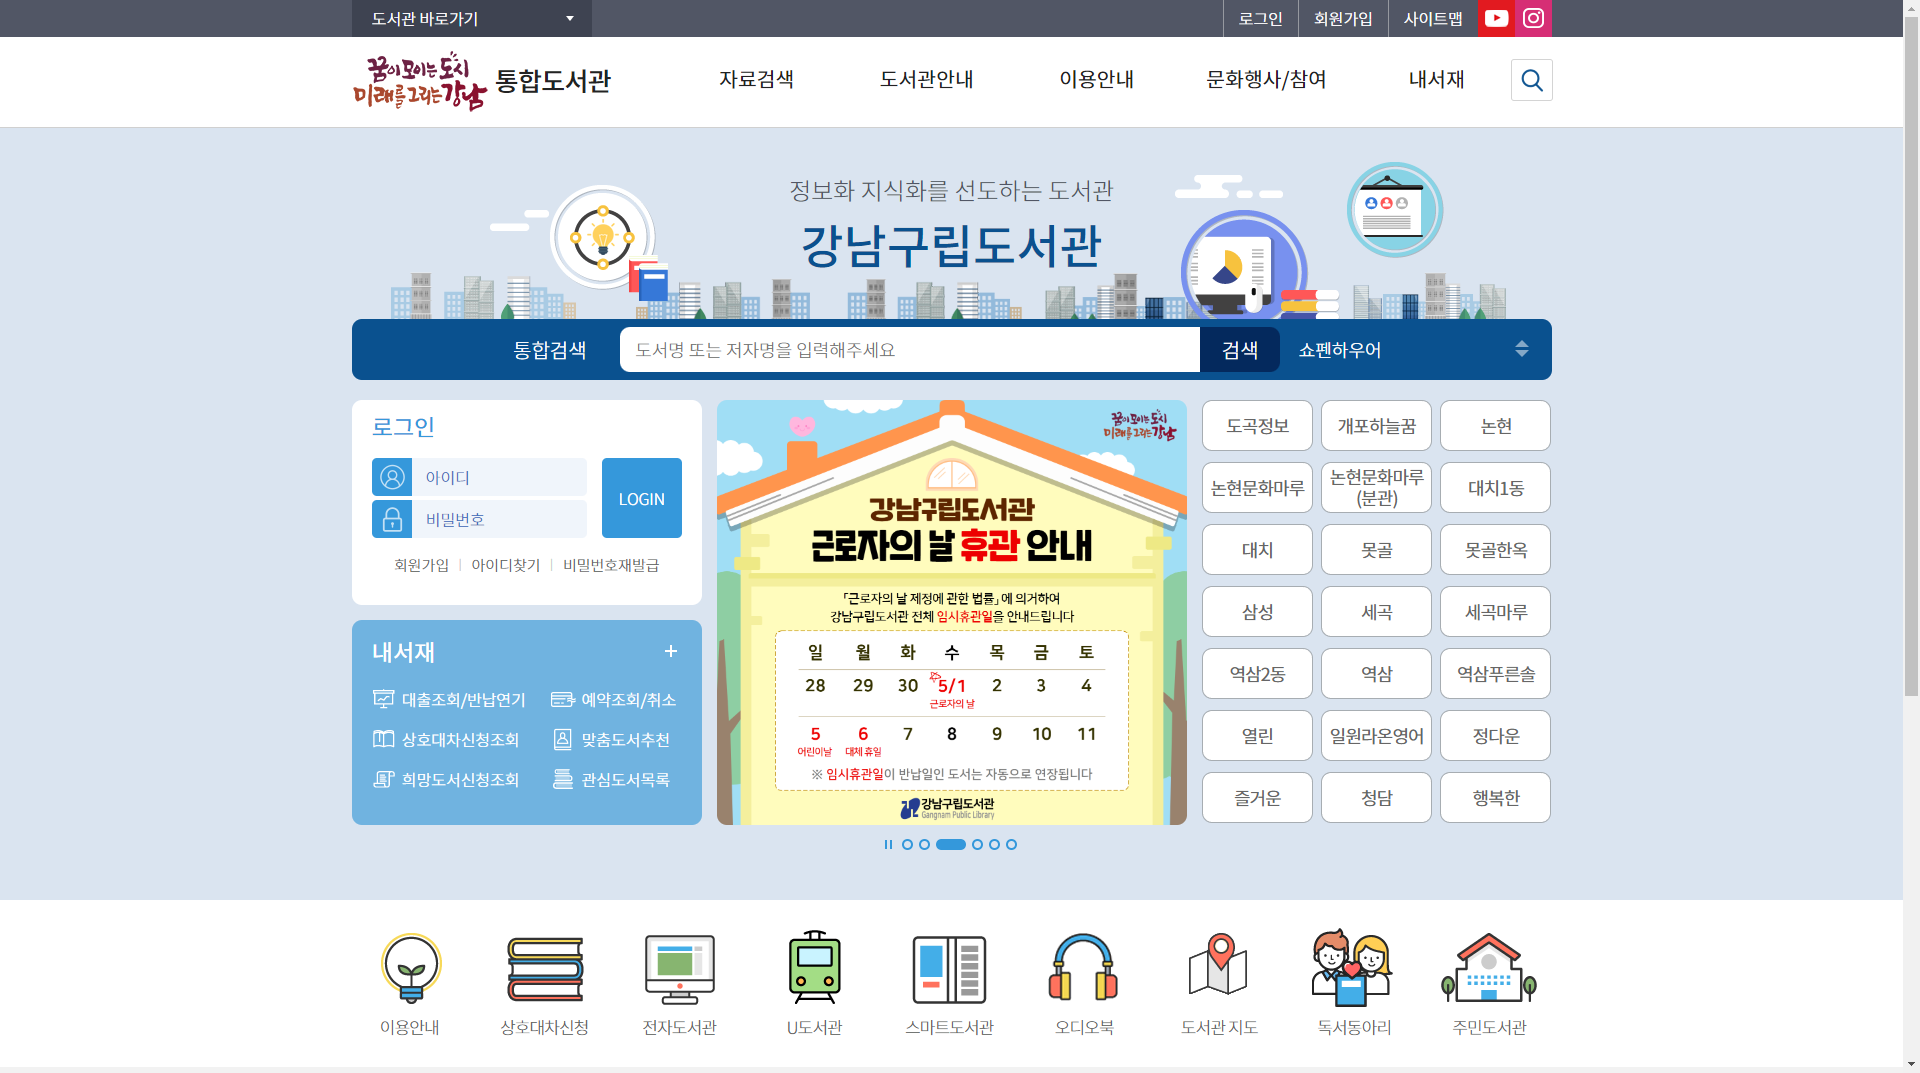 도서관 바로가기
로그인
회원가입
사이트맵
꿈이 모이는 도시
미래를 그리는 강남
통합도서관
자료검색
도서관안내
이용안내
문화행사/참여
내서재
정보화 지식화를 선도하는 도서관
강남구립도서관
통합검색
도서명 또는 저자명을 입력해주세요
검색
쇼펜하우어
로그인
아이디
비밀번호
LOGIN
회원가입
아이디찾기
비밀번호재발급
내서재
+
대출조회/반납연기
예약조회/취소
상호대차신청조회
맞춤도서추천
희망도서신청조회
관심도서목록
꿈이 모이는 도시
미래를 그리는 강남
강남구립도서관
근로자의 날 휴관 안내
「근로자의 날 제정에 관한 법률」에 의거하여
강남구립도서관 전체 임시휴관일을 안내드립니다
일 월 화 수 목 금 토
28 29 30 5/1 2 3 4
근로자의 날
5 6 7 8 9 10 11
어린이날 대체 휴일
※ 임시휴관일이 반납일인 도서는 자동으로 연장됩니다
강남구립도서관
Gangnam Public Library
도곡정보
개포하늘꿈
논현
논현문화마루
논현문화마루
(분관)
대치1동
대치
못골
못골한옥
삼성
세곡
세곡마루
역삼2동
역삼
역삼푸른솔
열린
일원라온영어
정다운
즐거운
청담
행복한
이용안내
상호대차신청
전자도서관
U도서관
스마트도서관
오디오북
도서관 지도
독서동아리
주민도서관